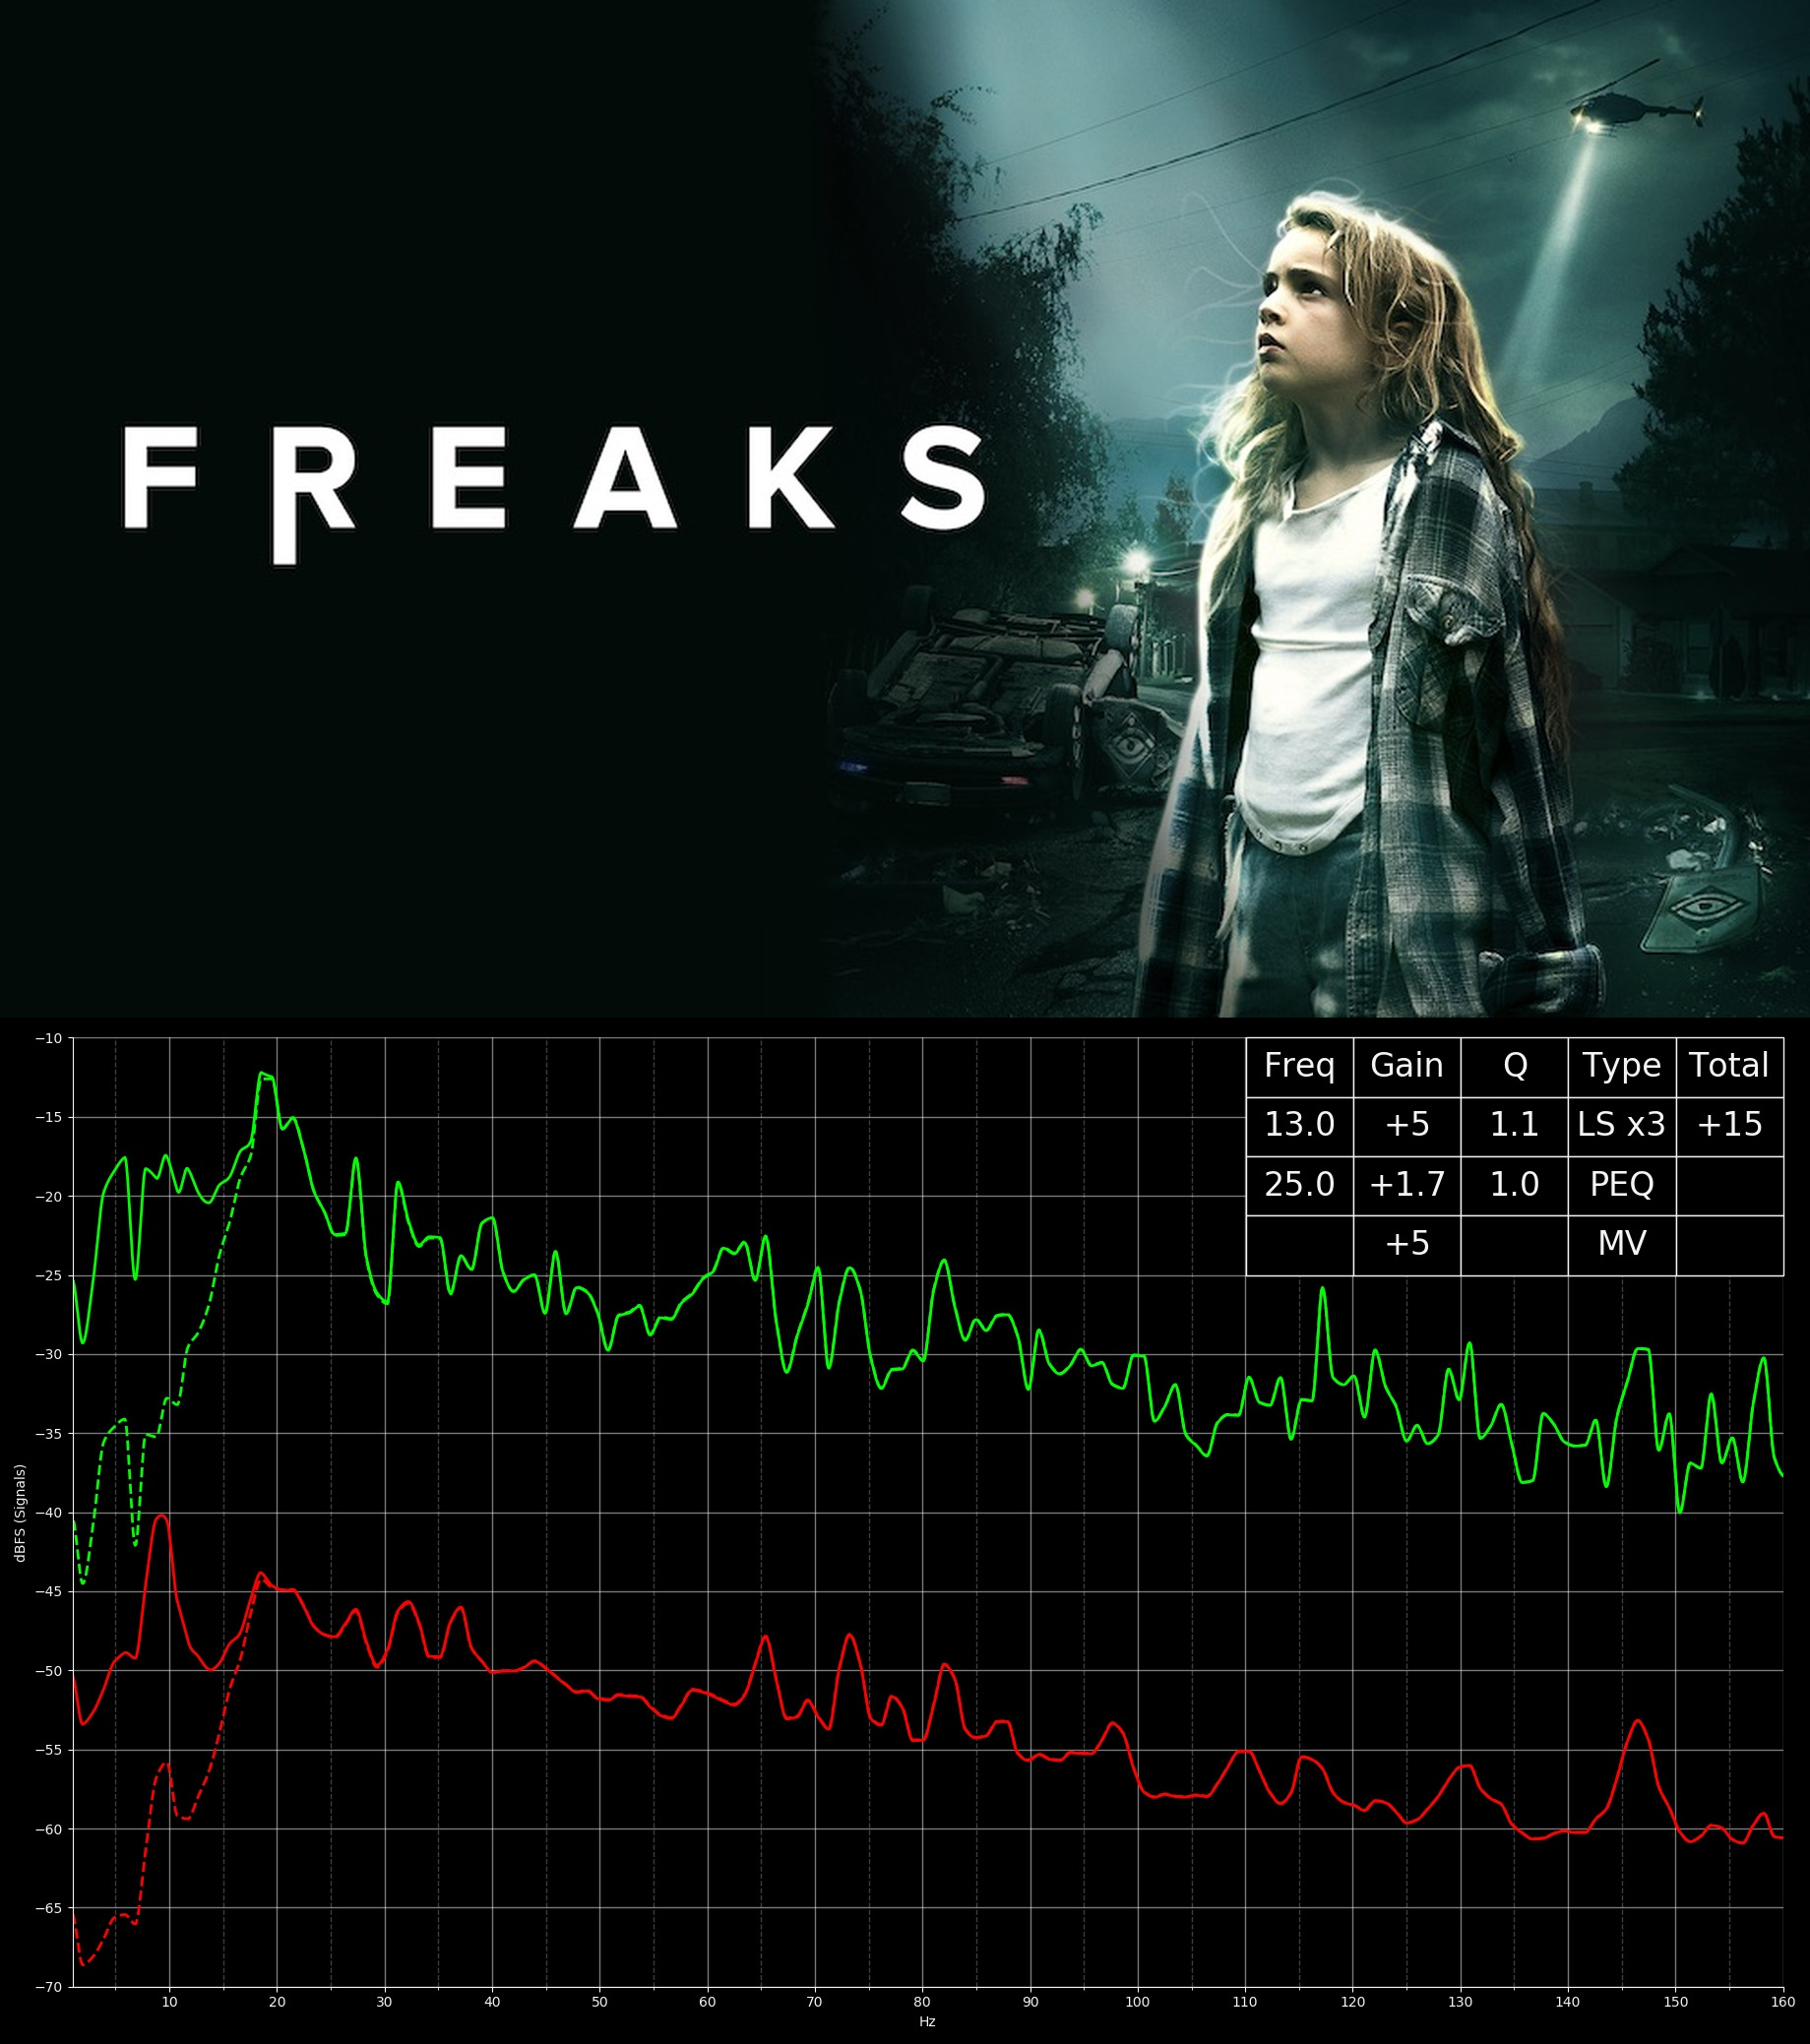 FREAKS
Freq Gain Q Type Total
13.0 +5 1.1 LS x3 +15
25.0 +1.7 1.0 PEQ
+5 MV
−10
−15
−20
−25
−30
−35
−40
−45
−50
−55
−60
−65
−70
dBFS (Signals)
10 20 30 40 50 60 70 80 90 100 110 120 130 140 150 160
Hz